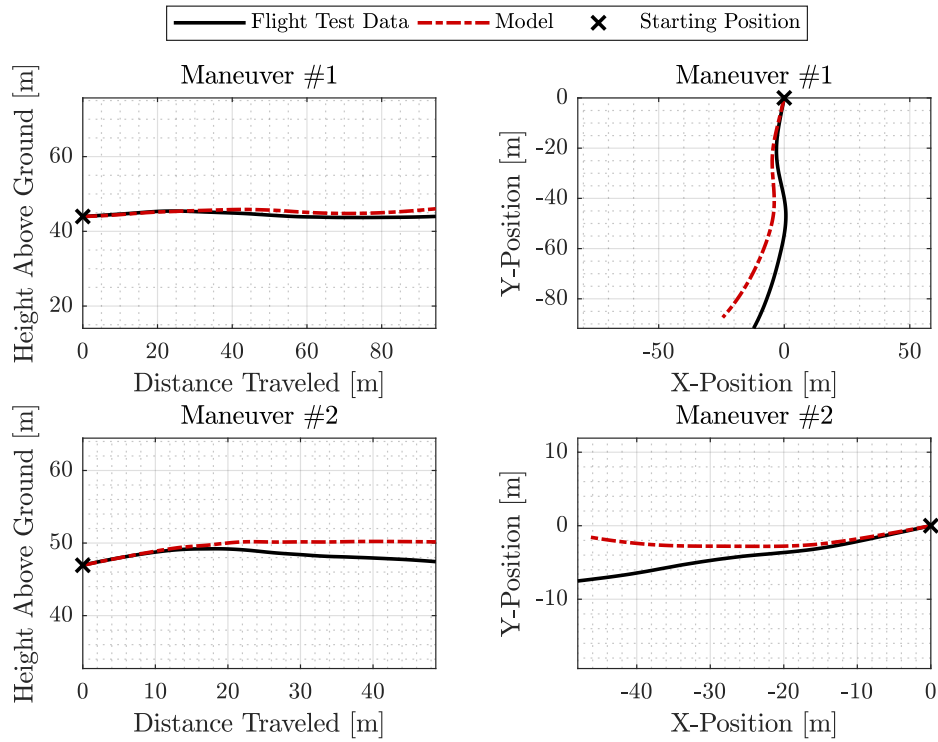 Flight Test Data Model Starting Position
Maneuver #1
Height Above Ground [m]
60
40
20
0 20 40 60 80
Distance Traveled [m]
Maneuver #1
Y-Position [m]
0
-20
-40
-60
-80
-50 0 50
X-Position [m]
Maneuver #2
Height Above Ground [m]
60
50
40
0 10 20 30 40
Distance Traveled [m]
Maneuver #2
Y-Position [m]
10
0
-10
-40 -30 -20 -10 0
X-Position [m]